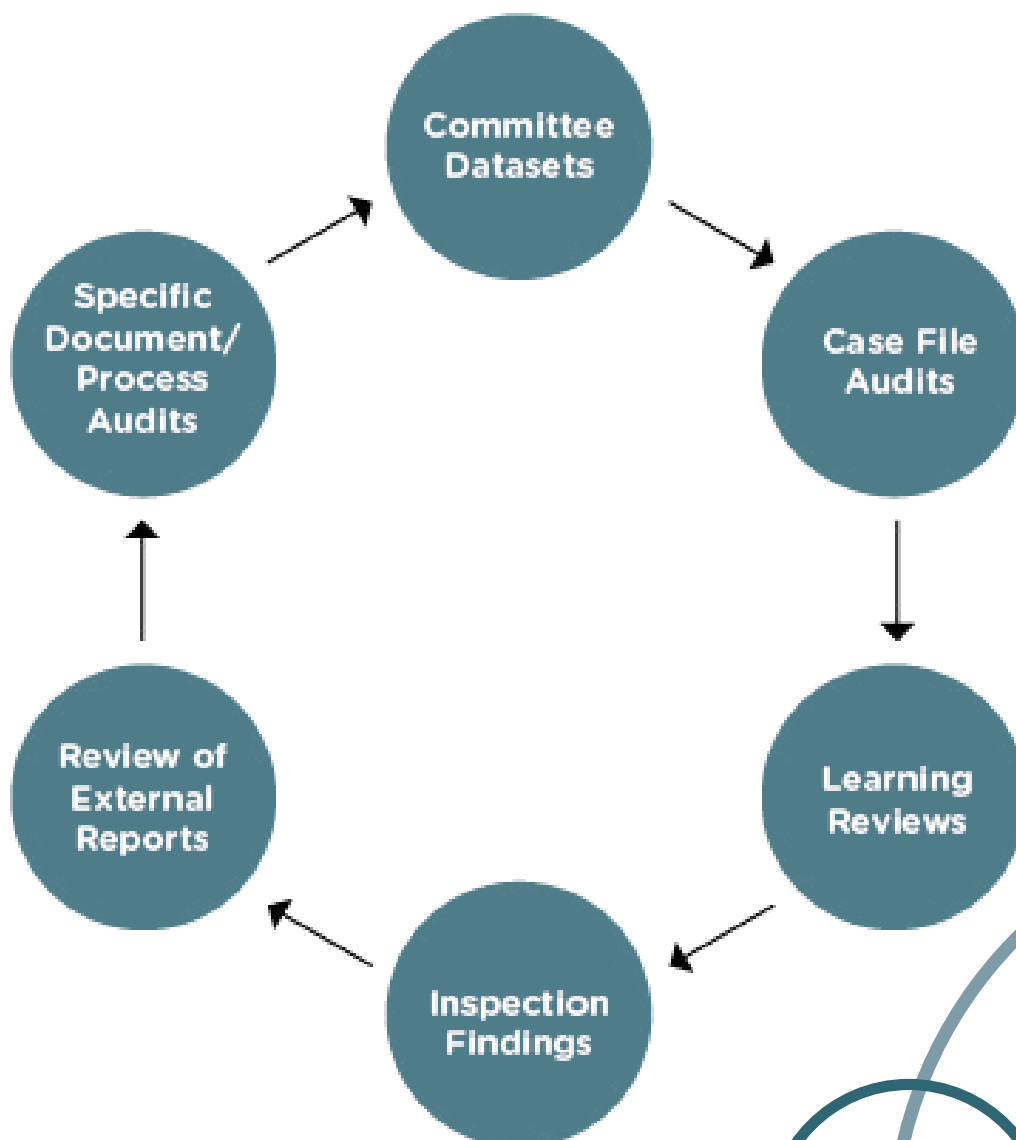 Committee
Datasets
Case File
Audits
Learning
Reviews
Inspection
Findings
Review of
External
Reports
Specific
Document/
Process
Audits